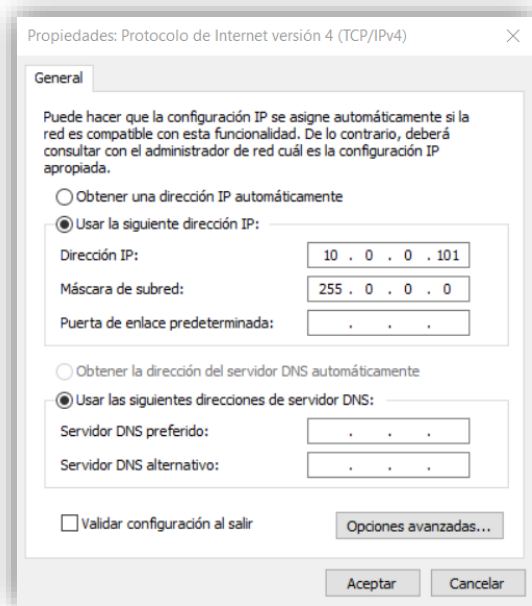 Propiedades: Protocolo de Internet versión 4 (TCP/IPv4)
General
Puede hacer que la configuración IP se asigne automáticamente si la
red es compatible con esta funcionalidad. De lo contrario, deberá
consultar con el administrador de red cuál es la configuración IP
apropiada.
Obtener una dirección IP automáticamente
Usar la siguiente dirección IP:
Dirección IP: 10 . 0 . 0 . 101
Máscara de subred: 255 . 0 . 0 . 0
Puerta de enlace predeterminada: . . .
Obtener la dirección del servidor DNS automáticamente
Usar las siguientes direcciones de servidor DNS:
Servidor DNS preferido: . . .
Servidor DNS alternativo: . . .
Validar configuración al salir
Opciones avanzadas...
Aceptar Cancelar